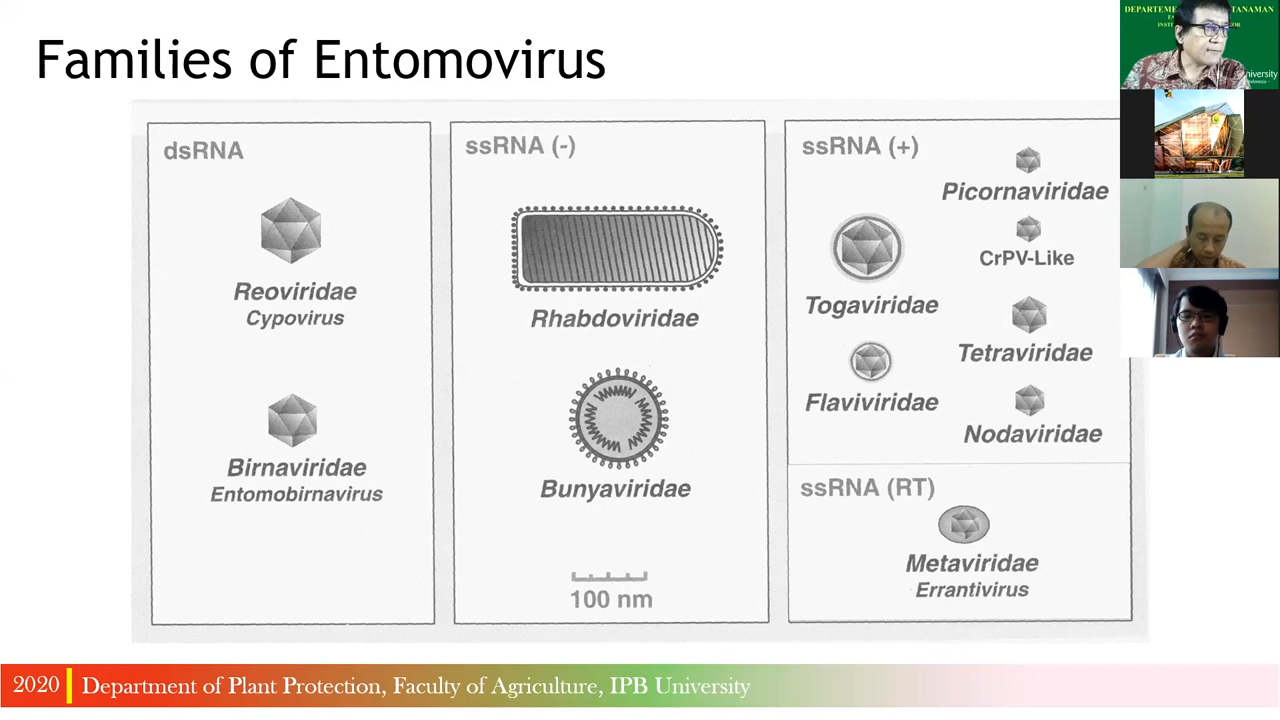 Families of Entomovirus
dsRNA
Reoviridae
Cypovirus
Birnaviridae
Entomobirnavirus
ssRNA (-)
Rhabdoviridae
Bunyaviridae
100 nm
ssRNA (+)
Picornaviridae
CrPV-Like
Togaviridae
Tetraviridae
Flaviviridae
Nodaviridae
ssRNA (RT)
Metaviridae
Errantivirus
2020
Department of Plant Protection, Faculty of Agriculture, IPB University